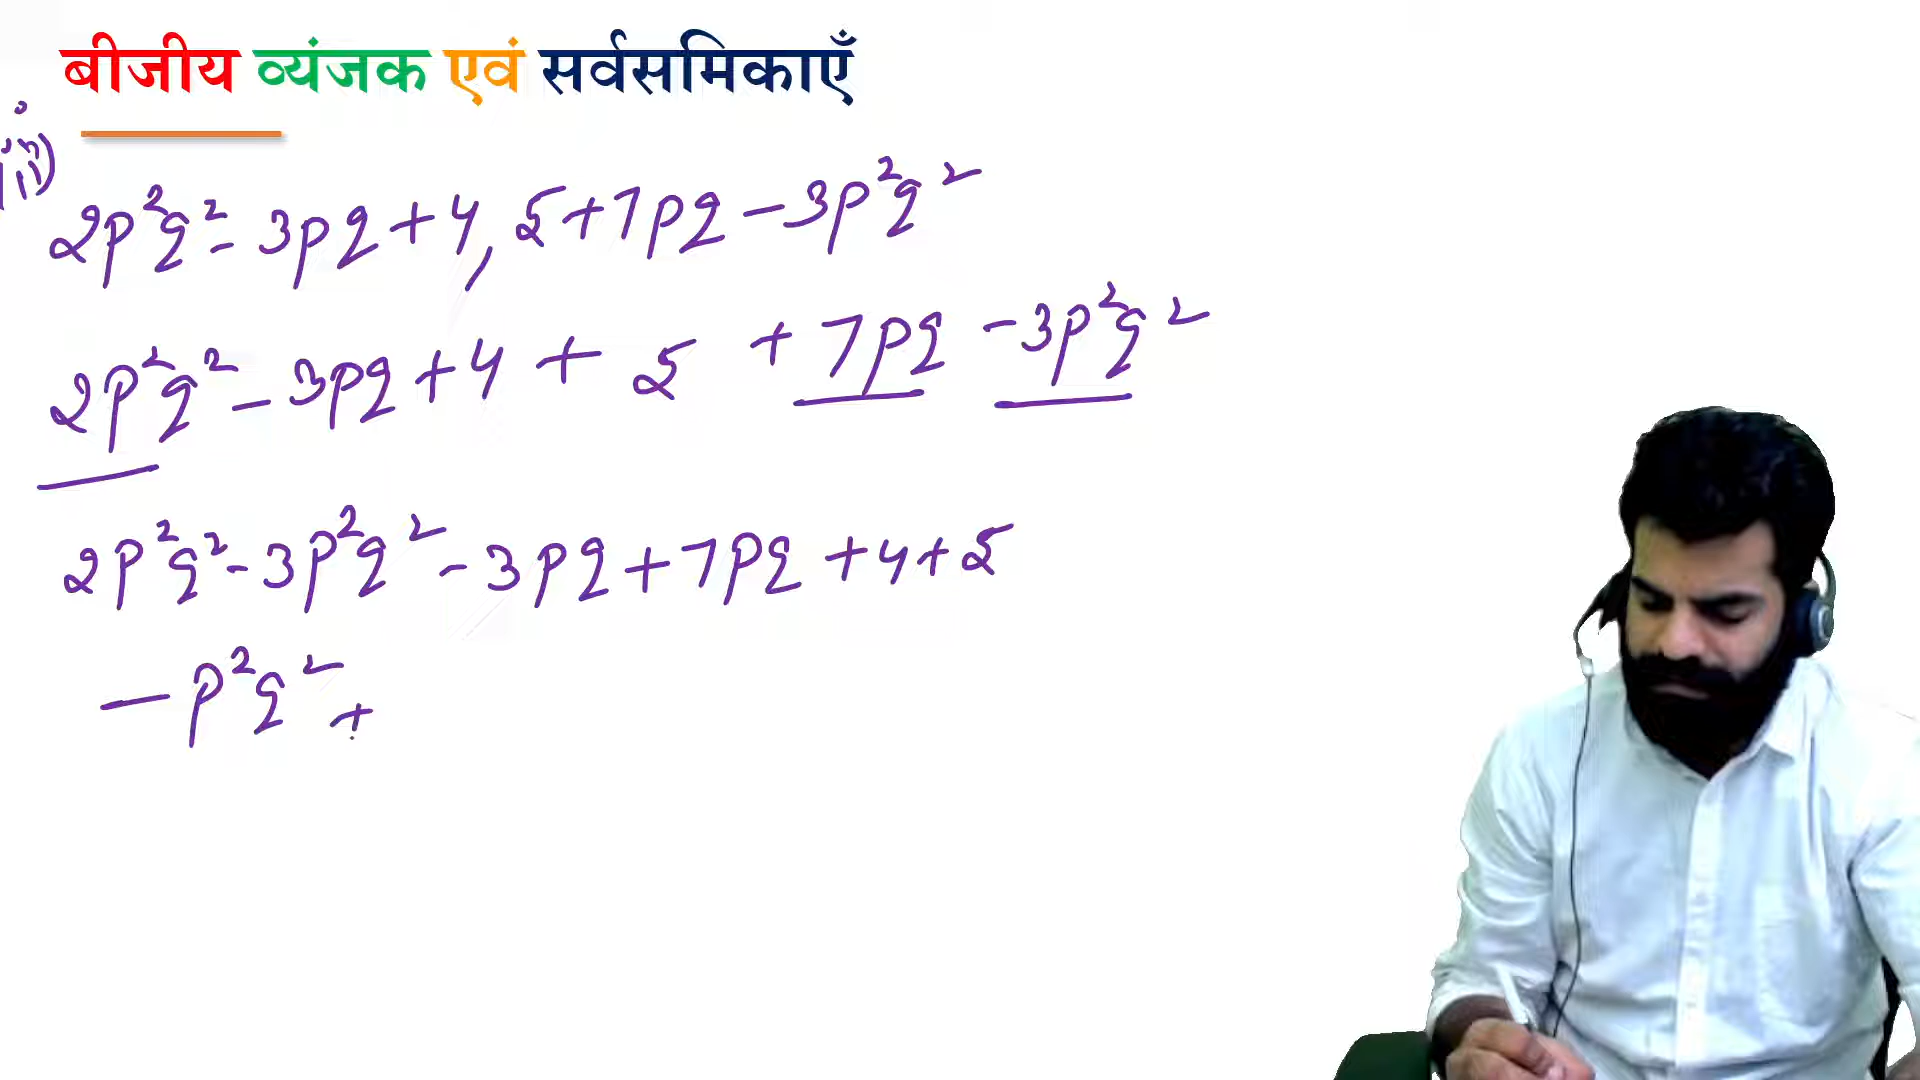 बीजीय व्यंजक एवं सर्वसमिकाएँ
iii)
2p²q² - 3pq + 4, 5 + 7pq - 3p²q²
2p²q² - 3pq + 4 + 5 + 7pq - 3p²q²
2p²q² - 3p²q² - 3pq + 7pq + 4 + 5
- p²q² +